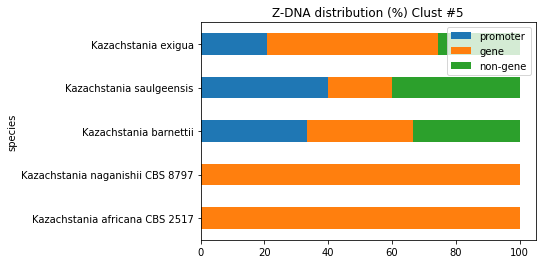 Z-DNA distribution (%) Clust #5
promoter
gene
non-gene
species
Kazachstania exigua
Kazachstania saulgeensis
Kazachstania barnettii
Kazachstania naganishii CBS 8797
Kazachstania africana CBS 2517
0 20 40 60 80 100